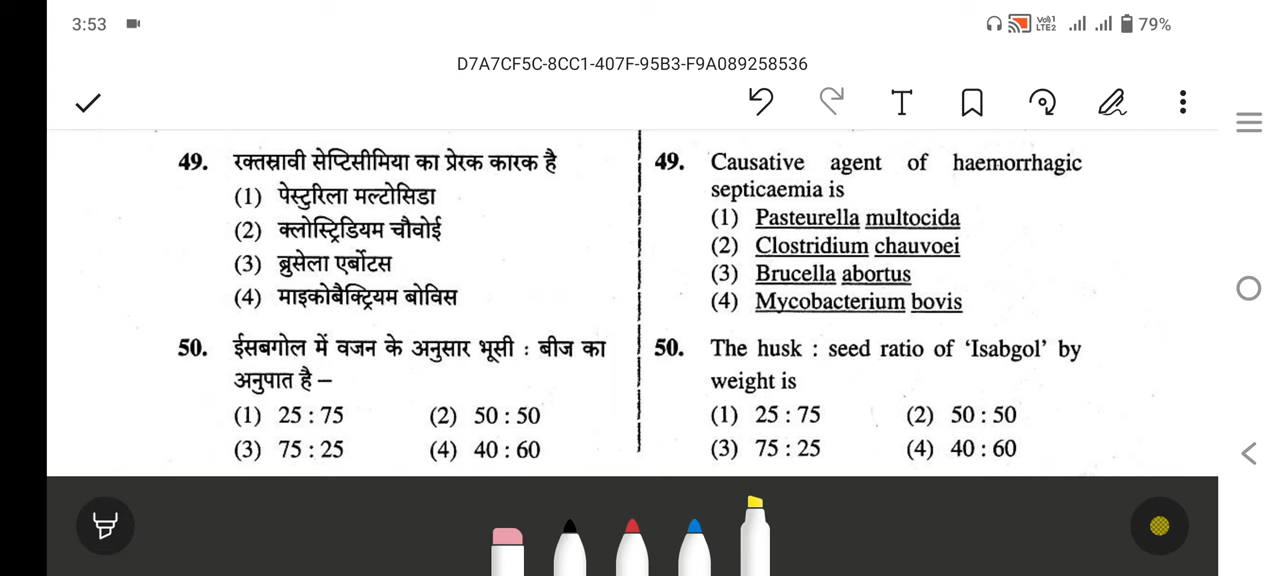 3:53
Vo))1 LTE2 79%
D7A7CF5C-8CC1-407F-95B3-F9A089258536
T
49. रक्तस्रावी सेप्टिसीमिया का प्रेरक कारक है
(1) पेस्टुरिला मल्टोसिडा
(2) क्लोस्ट्रिडियम चौवोई
(3) ब्रुसेला एर्बोटस
(4) माइकोबैक्ट्रियम बोविस
50. ईसबगोल में वजन के अनुसार भूसी : बीज का
अनुपात है –
(1) 25 : 75 (2) 50 : 50
(3) 75 : 25 (4) 40 : 60
49. Causative agent of haemorrhagic
septicaemia is
(1) Pasteurella multocida
(2) Clostridium chauvoei
(3) Brucella abortus
(4) Mycobacterium bovis
50. The husk : seed ratio of ‘Isabgol’ by
weight is
(1) 25 : 75 (2) 50 : 50
(3) 75 : 25 (4) 40 : 60